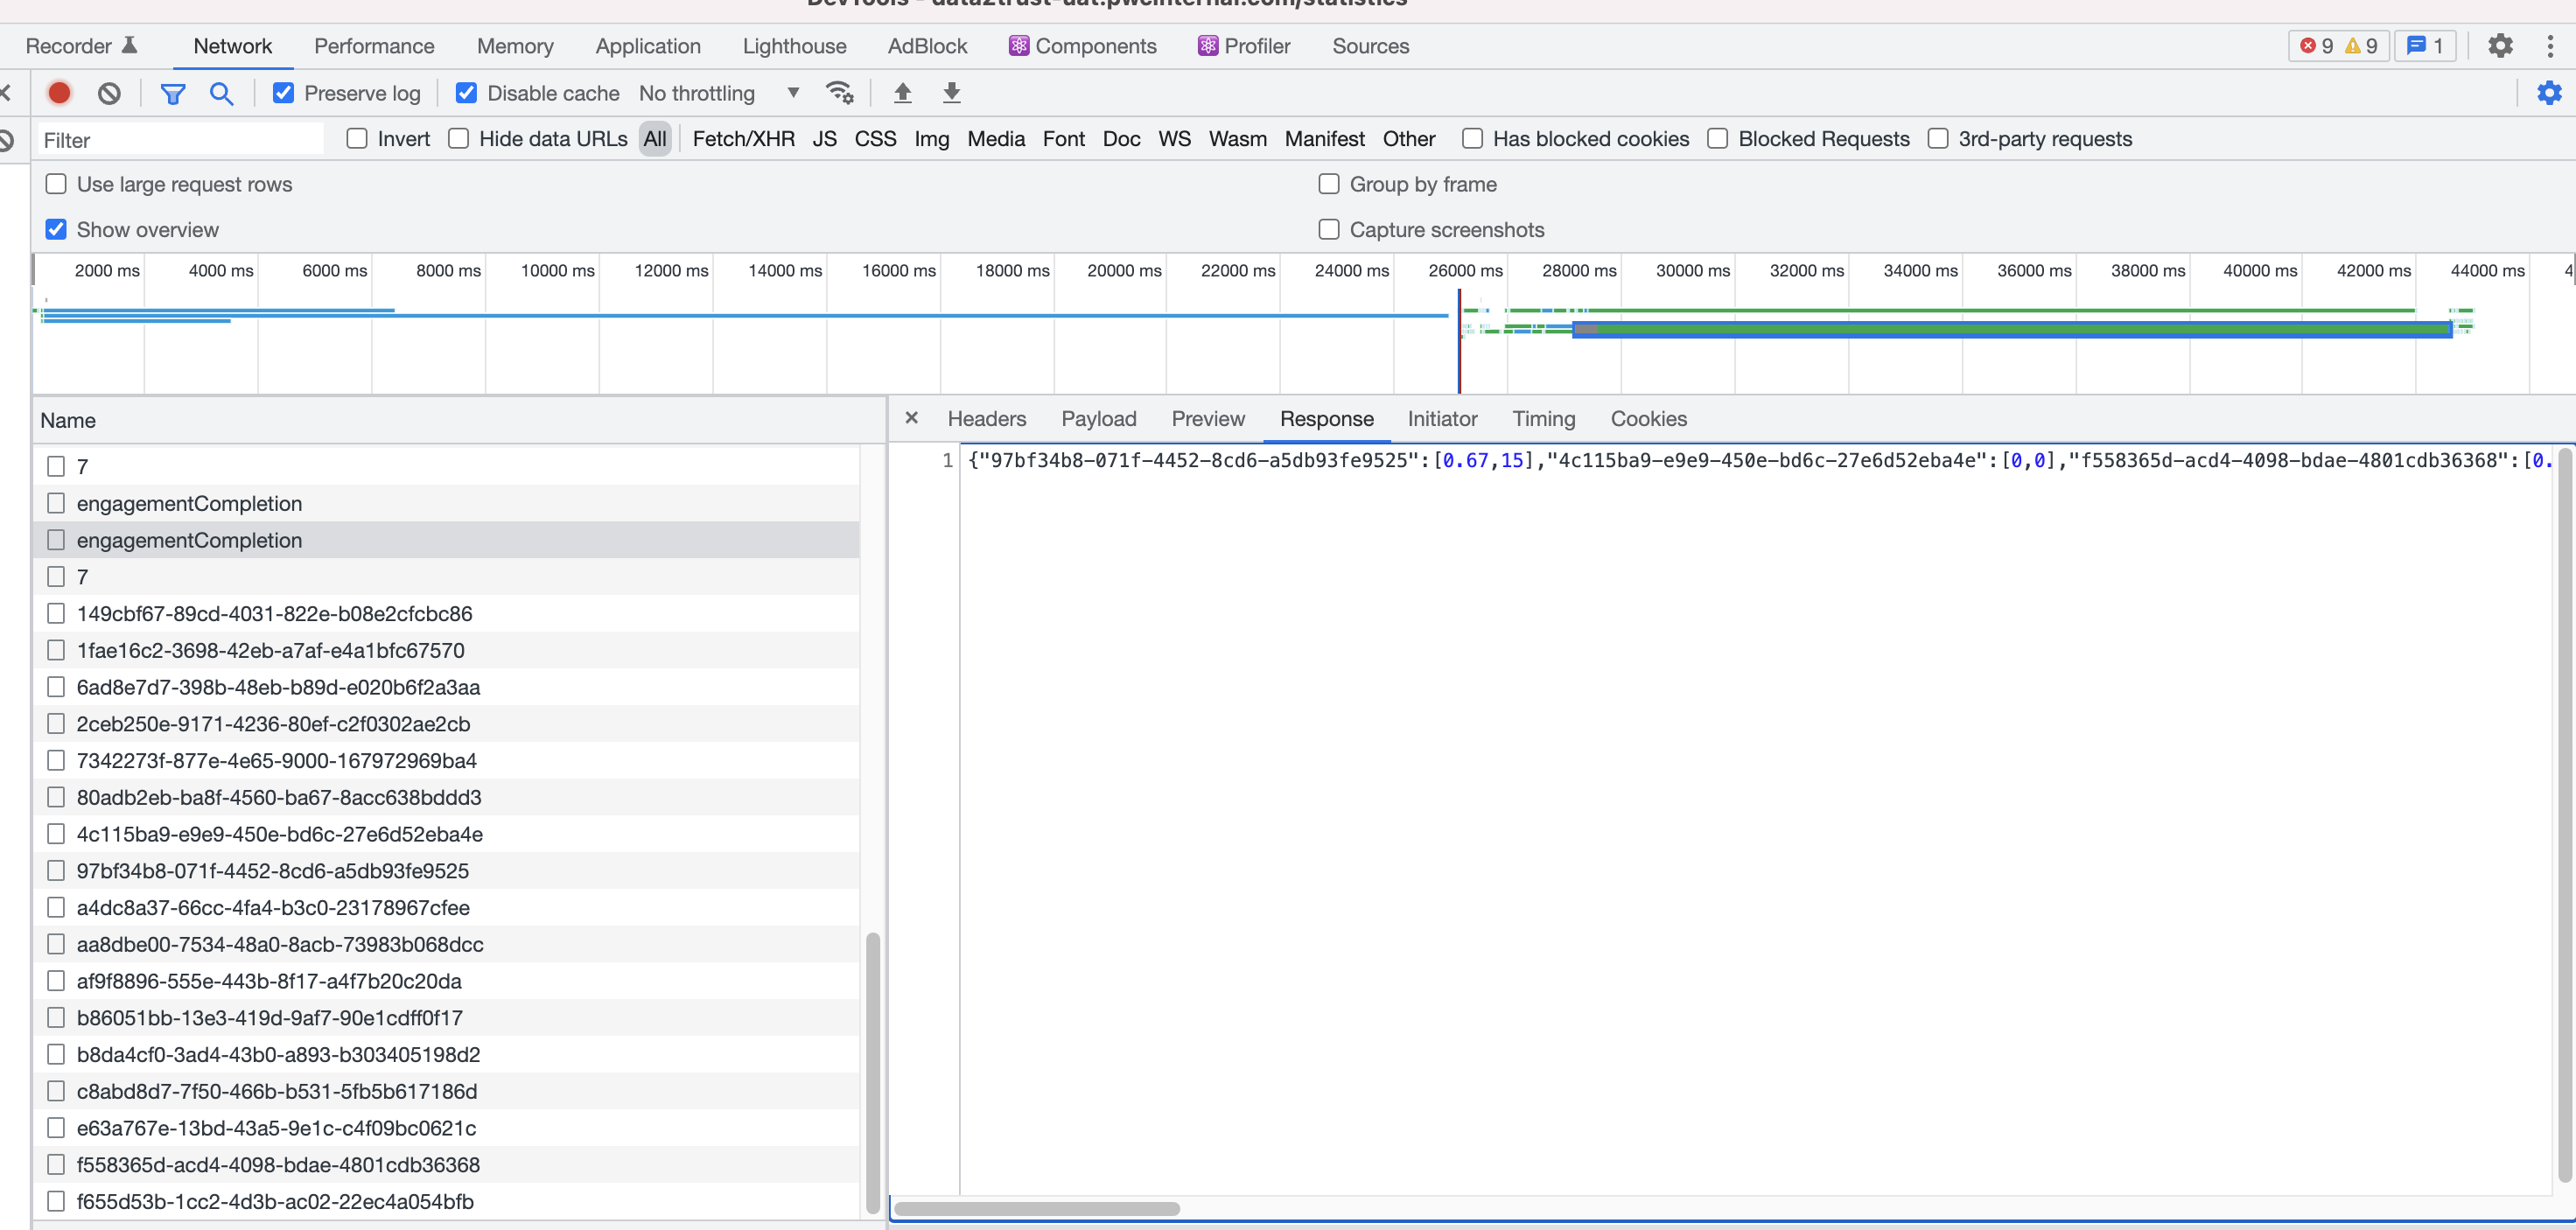 DevTools - data2trust-uat.pwcinternal.com/statistics
Recorder Network Performance Memory Application Lighthouse AdBlock Components Profiler Sources 9 9 1
Preserve log Disable cache No throttling
Filter Invert Hide data URLs All Fetch/XHR JS CSS Img Media Font Doc WS Wasm Manifest Other Has blocked cookies Blocked Requests 3rd-party requests
Use large request rows Group by frame
Show overview Capture screenshots
2000 ms 4000 ms 6000 ms 8000 ms 10000 ms 12000 ms 14000 ms 16000 ms 18000 ms 20000 ms 22000 ms 24000 ms 26000 ms 28000 ms 30000 ms 32000 ms 34000 ms 36000 ms 38000 ms 40000 ms 42000 ms 44000 ms 4
Name
7
engagementCompletion
engagementCompletion
7
149cbf67-89cd-4031-822e-b08e2cfcbc86
1fae16c2-3698-42eb-a7af-e4a1bfc67570
6ad8e7d7-398b-48eb-b89d-e020b6f2a3aa
2ceb250e-9171-4236-80ef-c2f0302ae2cb
7342273f-877e-4e65-9000-167972969ba4
80adb2eb-ba8f-4560-ba67-8acc638bddd3
4c115ba9-e9e9-450e-bd6c-27e6d52eba4e
97bf34b8-071f-4452-8cd6-a5db93fe9525
a4dc8a37-66cc-4fa4-b3c0-23178967cfee
aa8dbe00-7534-48a0-8acb-73983b068dcc
af9f8896-555e-443b-8f17-a4f7b20c20da
b86051bb-13e3-419d-9af7-90e1cdff0f17
b8da4cf0-3ad4-43b0-a893-b303405198d2
c8abd8d7-7f50-466b-b531-5fb5b617186d
e63a767e-13bd-43a5-9e1c-c4f09bc0621c
f558365d-acd4-4098-bdae-4801cdb36368
f655d53b-1cc2-4d3b-ac02-22ec4a054bfb
Headers Payload Preview Response Initiator Timing Cookies
1 {"97bf34b8-071f-4452-8cd6-a5db93fe9525":[0.67,15],"4c115ba9-e9e9-450e-bd6c-27e6d52eba4e":[0,0],"f558365d-acd4-4098-bdae-4801cdb36368":[0.